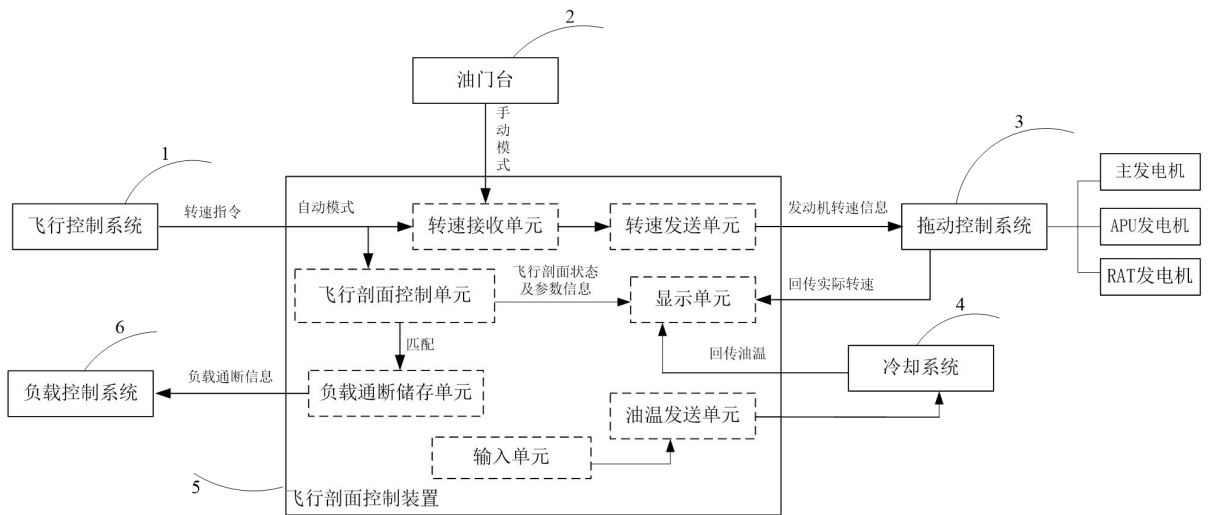 2
油门台
手动模式
1
3
主发电机
飞行控制系统
转速指令
自动模式
转速接收单元
转速发送单元
发动机转速信息
拖动控制系统
APU发电机
RAT发电机
飞行剖面控制单元
飞行剖面状态
及参数信息
显示单元
回传实际转速
6
匹配
4
回传油温
冷却系统
负载控制系统
负载通断信息
负载通断储存单元
油温发送单元
输入单元
5
飞行剖面控制装置